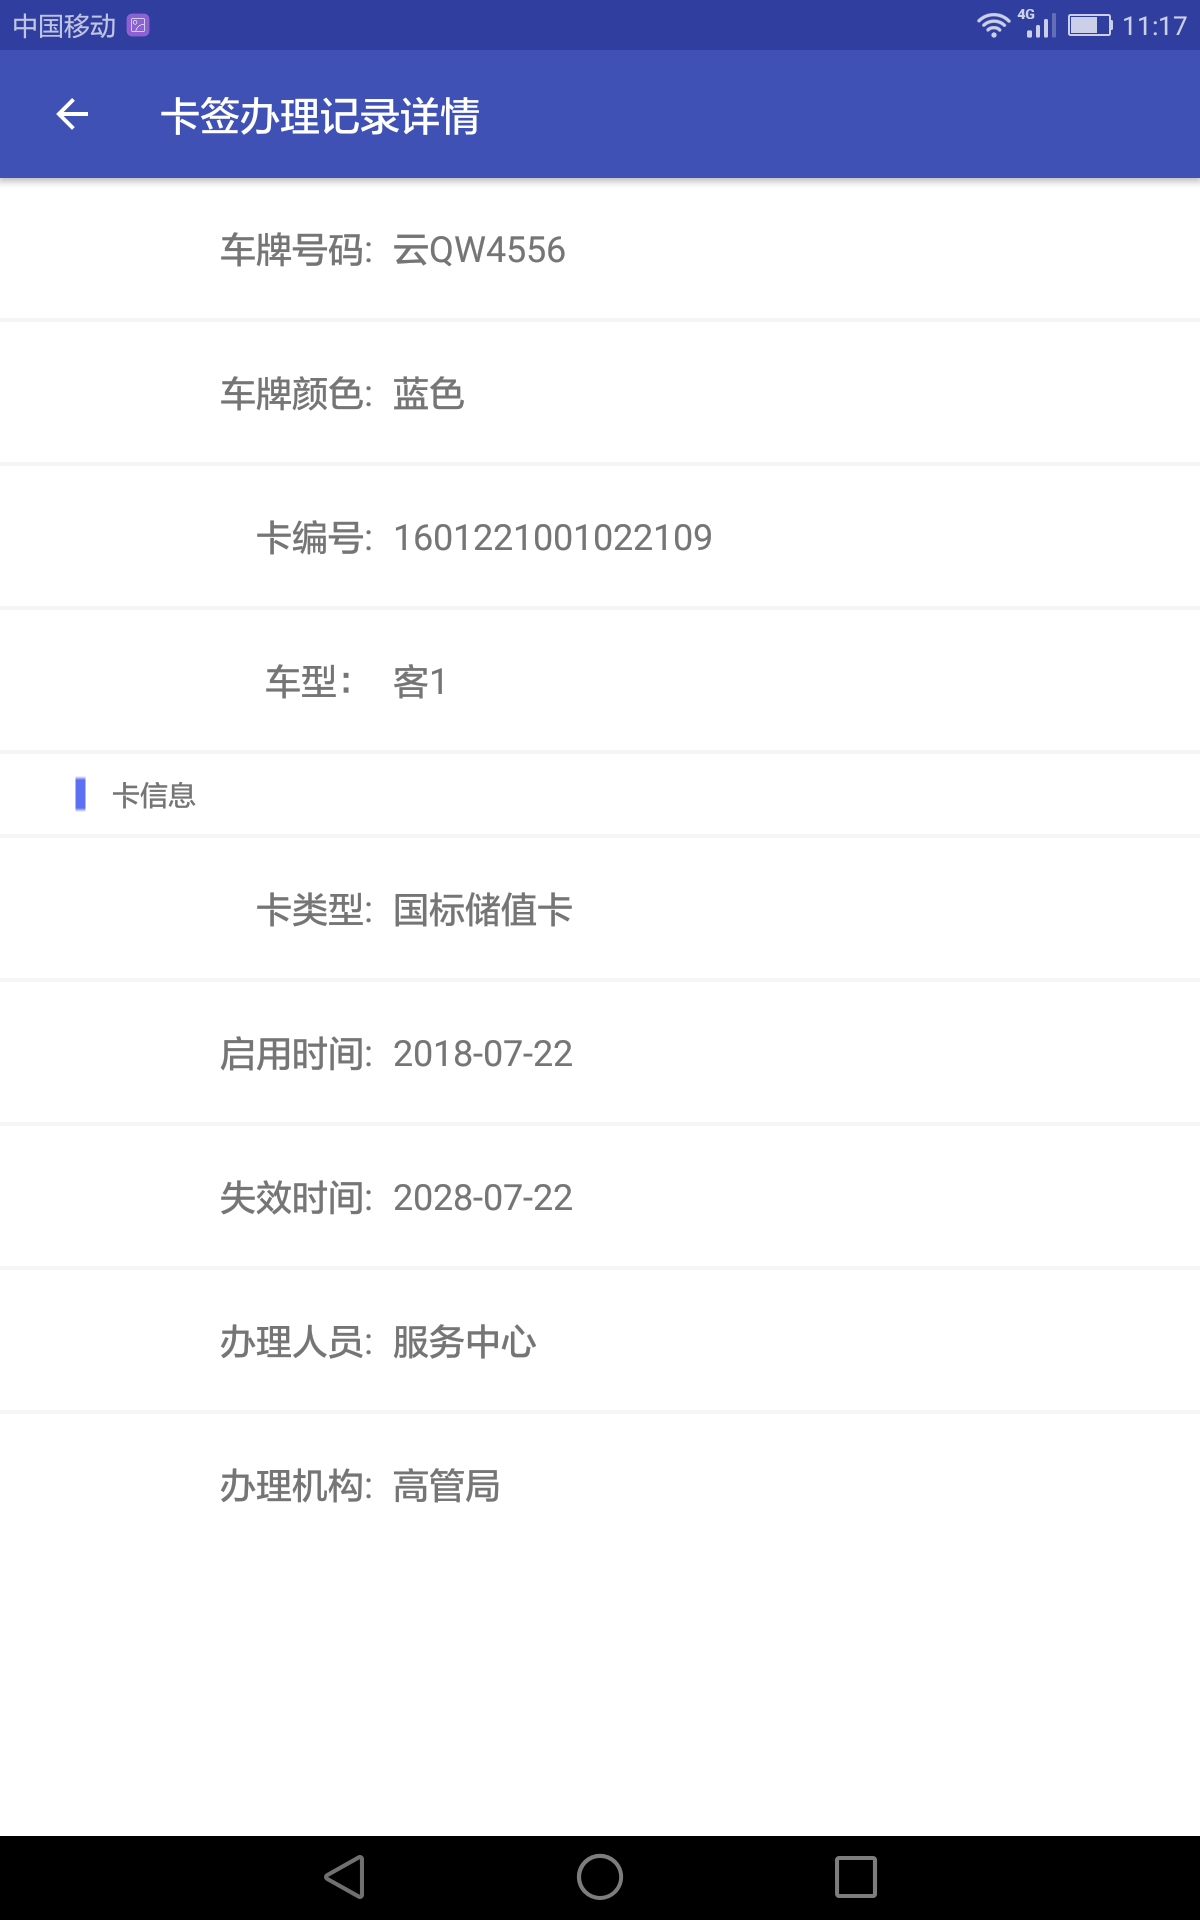 中国移动 4G 11:17
卡签办理记录详情
车牌号码: 云QW4556
车牌颜色: 蓝色
卡编号: 1601221001022109
车型： 客1
卡信息
卡类型: 国标储值卡
启用时间: 2018-07-22
失效时间: 2028-07-22
办理人员: 服务中心
办理机构: 高管局